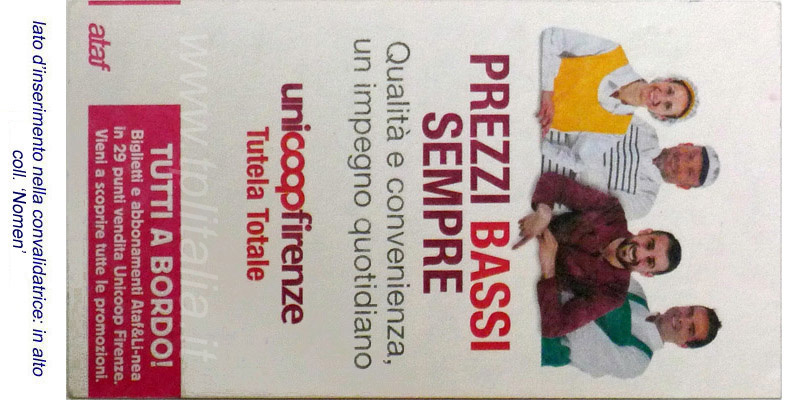 PREZZI BASSI
SEMPRE
Qualità e convenienza,
un impegno quotidiano
unicoopfirenze
Tutela Totale
www.tplitalia.it
ataf
TUTTI A BORDO!
Biglietti e abbonamenti Ataf&Li-nea
in 29 punti vendita Unicoop Firenze.
Vieni a scoprire tutte le promozioni.
lato d'inserimento nella convalidatrice: in alto
coll. 'Nomen'